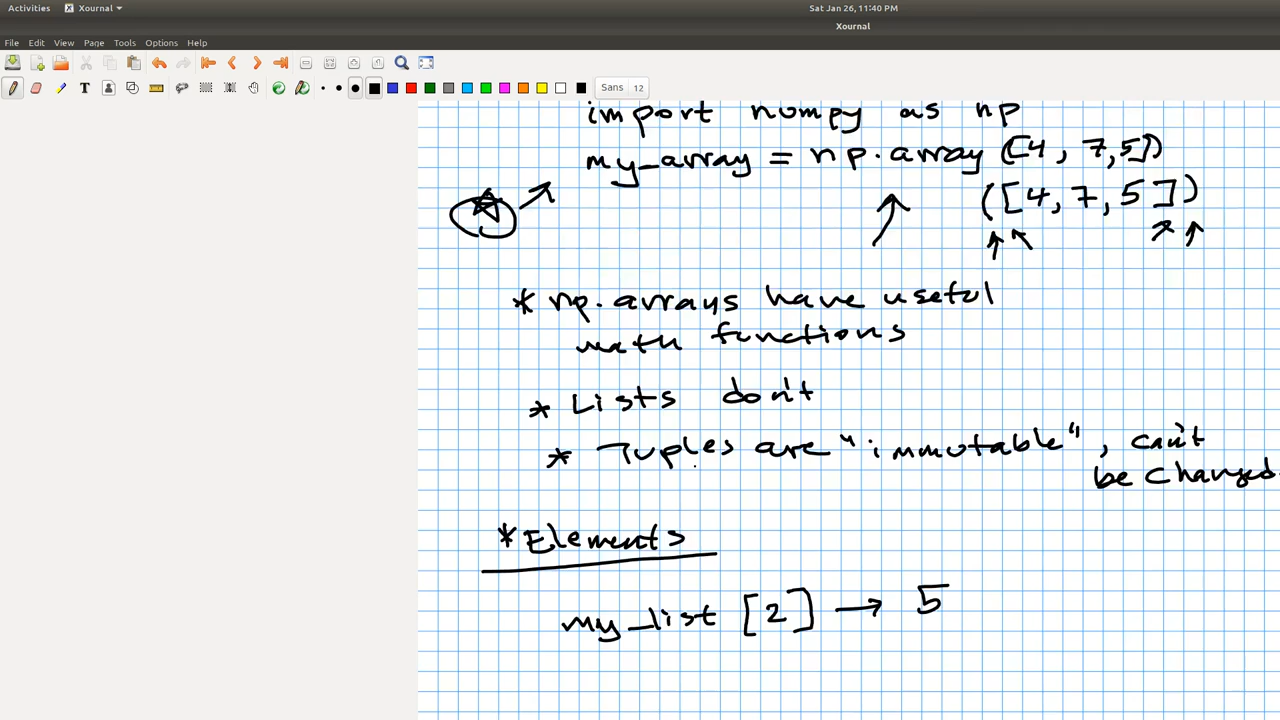 Activities Xournal Sat Jan 26, 11:40 PM
Xournal
File Edit View Page Tools Options Help
Sans 12
import numpy as np
my_array = np.array ([4, 7,5])
([4, 7, 5])
* np.arrays have useful
math functions
* Lists don't
* Tuples are "immutable", can't
be changed
* Elements
my_list [2] → 5